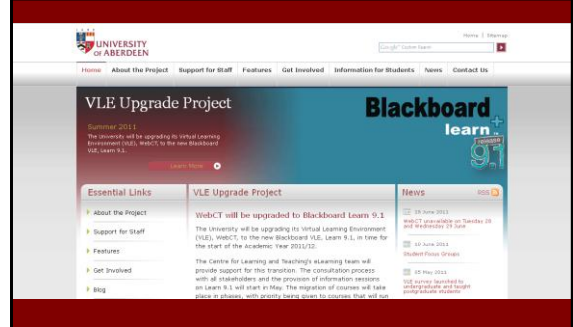 Home | Sitemap
UNIVERSITY
OF ABERDEEN
Home About the Project Support for Staff Features Get Involved Information for Students News Contact Us
VLE Upgrade Project
Summer 2011
The University will be upgrading its Virtual Learning
Environment (VLE), WebCT, to the new Blackboard
VLE, Learn 9.1.
Learn More
Blackboard
learn+
9.1
Essential Links
About the Project
Support for Staff
Features
Get Involved
Blog
VLE Upgrade Project
WebCT will be upgraded to Blackboard Learn 9.1
The University will be upgrading its Virtual Learning Environment
(VLE), WebCT, to the new Blackboard VLE, Learn 9.1, in time for
the start of the Academic Year 2011/12.
The Centre for Learning and Teaching's eLearning team will
provide support for this transition. The consultation process
with all stakeholders and the provision of information sessions
on Learn 9.1 will start in May. The migration of courses will take
place in phases, with priority being given to courses that will run
News RSS
June 2011
WebCT unavailable on Tuesday 28
and Wednesday 29 June
10 June 2011
Student Focus Groups
05 May 2011
VLE survey launched to
undergraduate and taught
postgraduate students